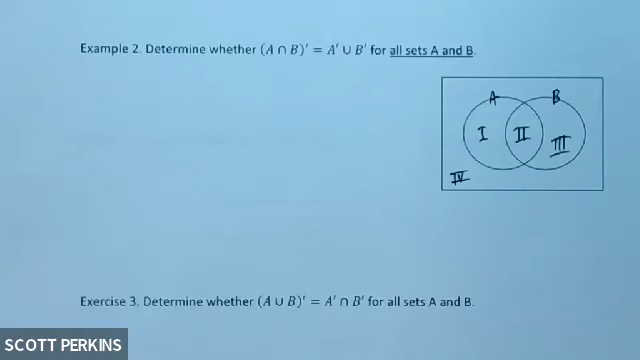 Example 2. Determine whether (A ∩ B)′ = A′ ∪ B′ for all sets A and B.
A B
I II III
IV
Exercise 3. Determine whether (A ∪ B)′ = A′ ∩ B′ for all sets A and B.
SCOTT PERKINS